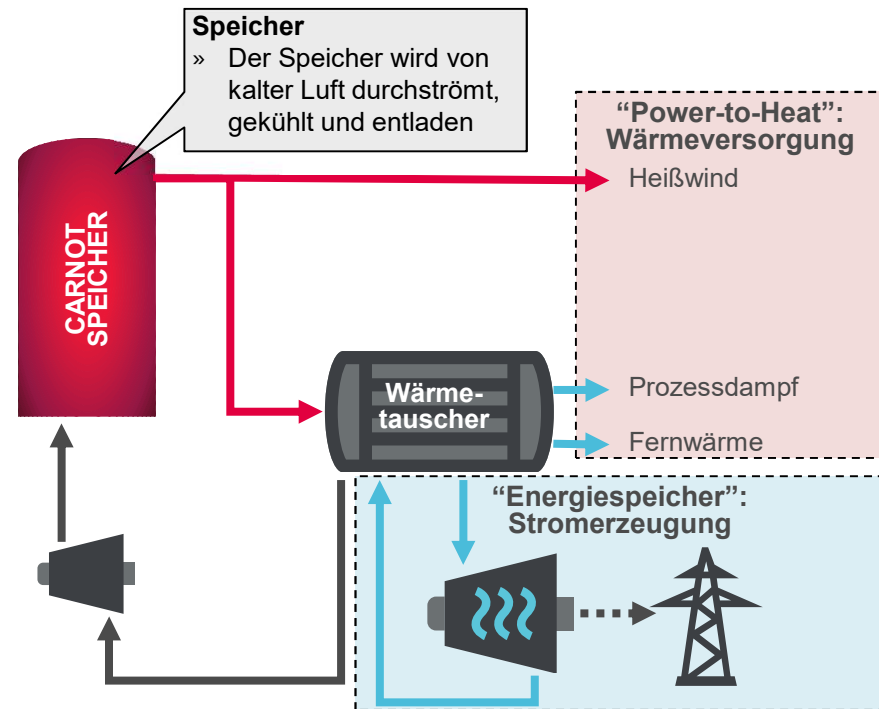 Speicher
» Der Speicher wird von
kalter Luft durchströmt,
gekühlt und entladen
“Power-to-Heat”:
Wärmeversorgung
Heißwind
CARNOT
SPEICHER
Wärme-
tauscher
Prozessdampf
Fernwärme
“Energiespeicher”:
Stromerzeugung